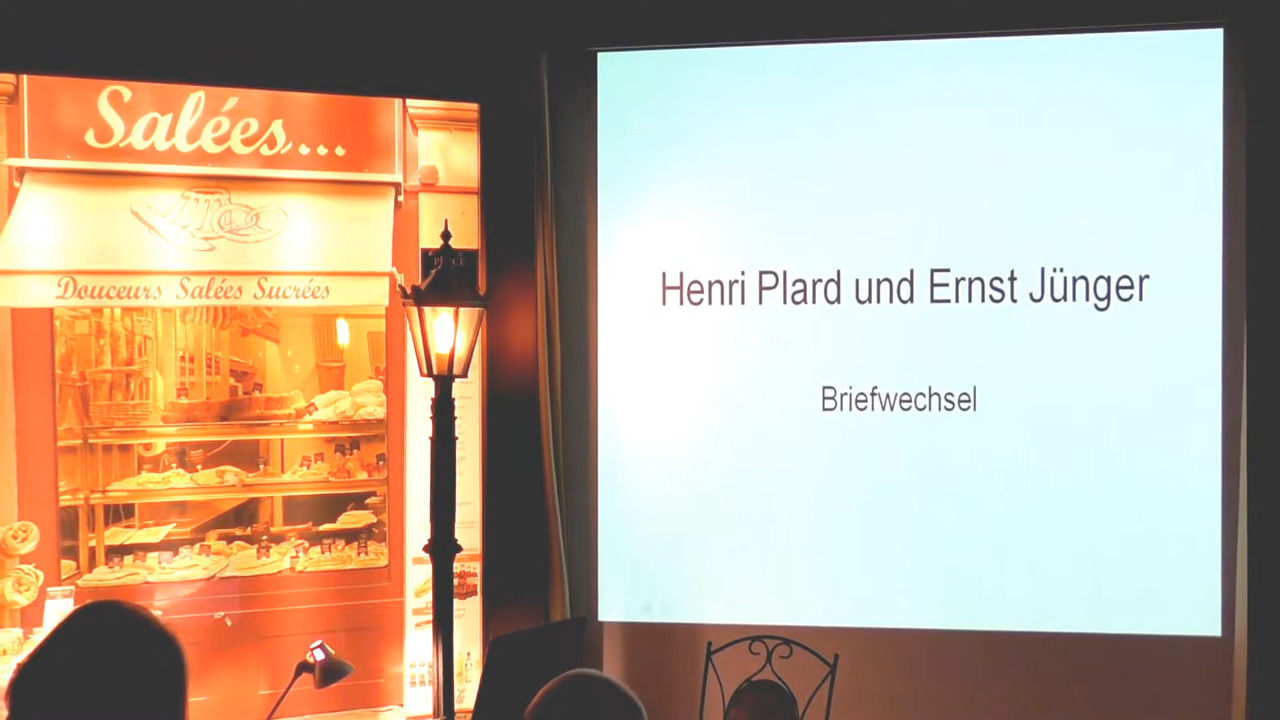 Salées...
Douceurs Salées Sucrées
Henri Plard und Ernst Jünger
Briefwechsel